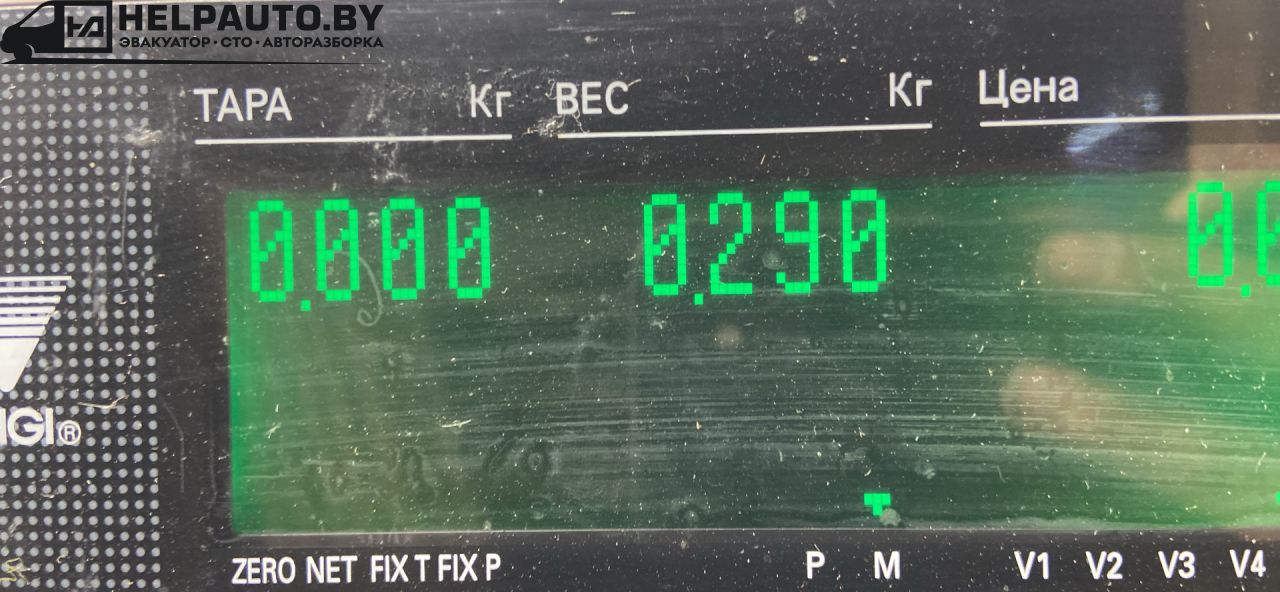 HELPAUTO.BY
ЭВАКУАТОР · СТО · АВТОРАЗБОРКА
ТАРА Кг ВЕС Кг Цена
0.000 0.290
IGI®
ZERO NET FIX T FIX P P M V1 V2 V3 V4